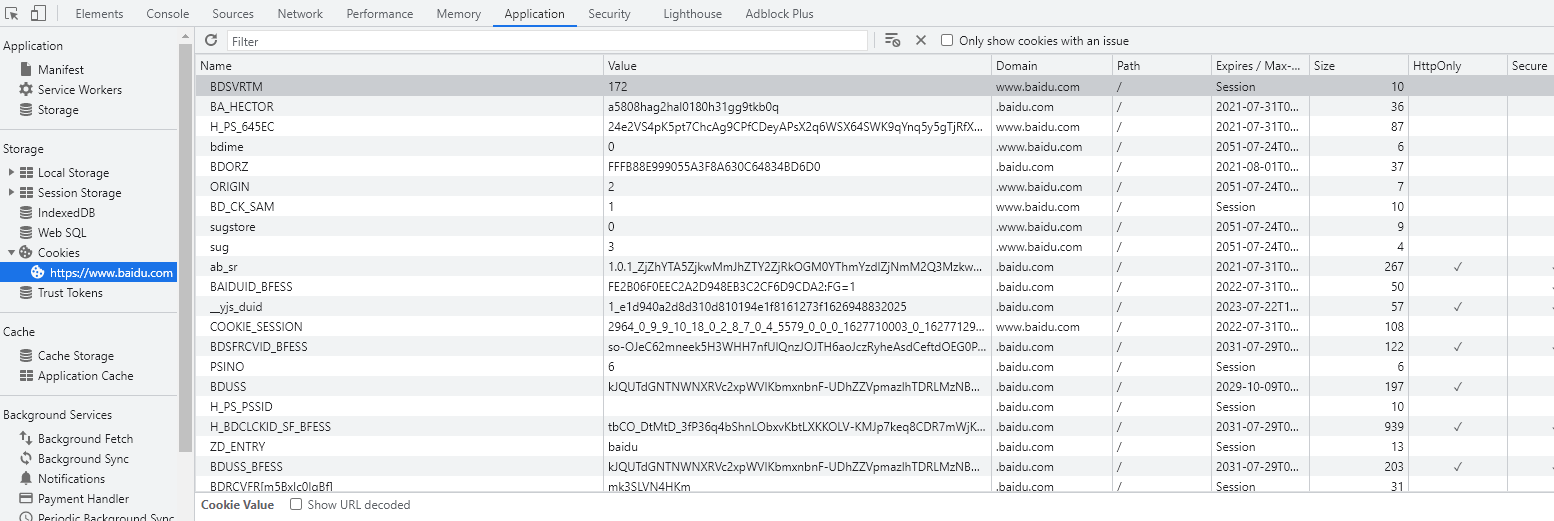 Elements Console Sources Network Performance Memory Application Security Lighthouse Adblock Plus
Application
Manifest
Service Workers
Storage
Storage
Local Storage
Session Storage
IndexedDB
Web SQL
Cookies
https://www.baidu.com
Trust Tokens
Cache
Cache Storage
Application Cache
Background Services
Background Fetch
Background Sync
Notifications
Payment Handler
Periodic Background Sync
Filter Only show cookies with an issue
Name Value Domain Path Expires / Max-... Size HttpOnly Secure
BDSVRTM 172 www.baidu.com / Session 10
BA_HECTOR a5808hag2hal0180h31gg9tkb0q .baidu.com / 2021-07-31T0... 36
H_PS_645EC 24e2VS4pK5pt7ChcAg9CPfCDeyAPsX2q6WSX64SWK9qYnq5y5gTjRfX... www.baidu.com / 2021-07-31T0... 87
bdime 0 .www.baidu.com / 2051-07-24T0... 6
BDORZ FFFB88E999055A3F8A630C64834BD6D0 .baidu.com / 2021-08-01T0... 37
ORIGIN 2 .www.baidu.com / 2051-07-24T0... 7
BD_CK_SAM 1 www.baidu.com / Session 10
sugstore 0 .www.baidu.com / 2051-07-24T0... 9
sug 3 .www.baidu.com / 2051-07-24T0... 4
ab_sr 1.0.1_ZjZhYTA5ZjkwMmJhZTY2ZjRkOGM0YThmYzdlZjNmM2Q3Mzkw... .baidu.com / 2021-07-31T0... 267 ✓
BAIDUID_BFESS FE2B06F0EEC2A2D948EB3C2CF6D9CDA2:FG=1 .baidu.com / 2022-07-31T0... 50
__yjs_duid 1_e1d940a2d8d310d810194e1f8161273f1626948832025 .baidu.com / 2023-07-22T1... 57 ✓
COOKIE_SESSION 2964_0_9_9_10_18_0_2_8_7_0_4_5579_0_0_0_1627710003_0_16277129... www.baidu.com / 2022-07-31T0... 108
BDSFRCVID_BFESS so-OJeC62mneek5H3WHH7nfUlQnzJOJTH6aoJczRyheAsdCeftdOEG0P... .baidu.com / 2031-07-29T0... 122 ✓
PSINO 6 .baidu.com / Session 6
BDUSS kJQUTdGNTNWNXRVc2xpWVlKbmxnbnF-UDhZZVpmazlhTDRLMzNB... .baidu.com / 2029-10-09T0... 197 ✓
H_PS_PSSID .baidu.com / Session 10
H_BDCLCKID_SF_BFESS tbCO_DtMtD_3fP36q4bShnLObxvKbtLXKKOLV-KMJp7keq8CDR7mWjK... .baidu.com / 2031-07-29T0... 939 ✓
ZD_ENTRY baidu .baidu.com / Session 13
BDUSS_BFESS kJQUTdGNTNWNXRVc2xpWVlKbmxnbnF-UDhZZVpmazlhTDRLMzNB... .baidu.com / 2031-07-29T0... 203 ✓
BDRCVFR[m5Bxlc0lgBf] mk3SLVN4HKm .baidu.com / Session 31
Cookie Value Show URL decoded